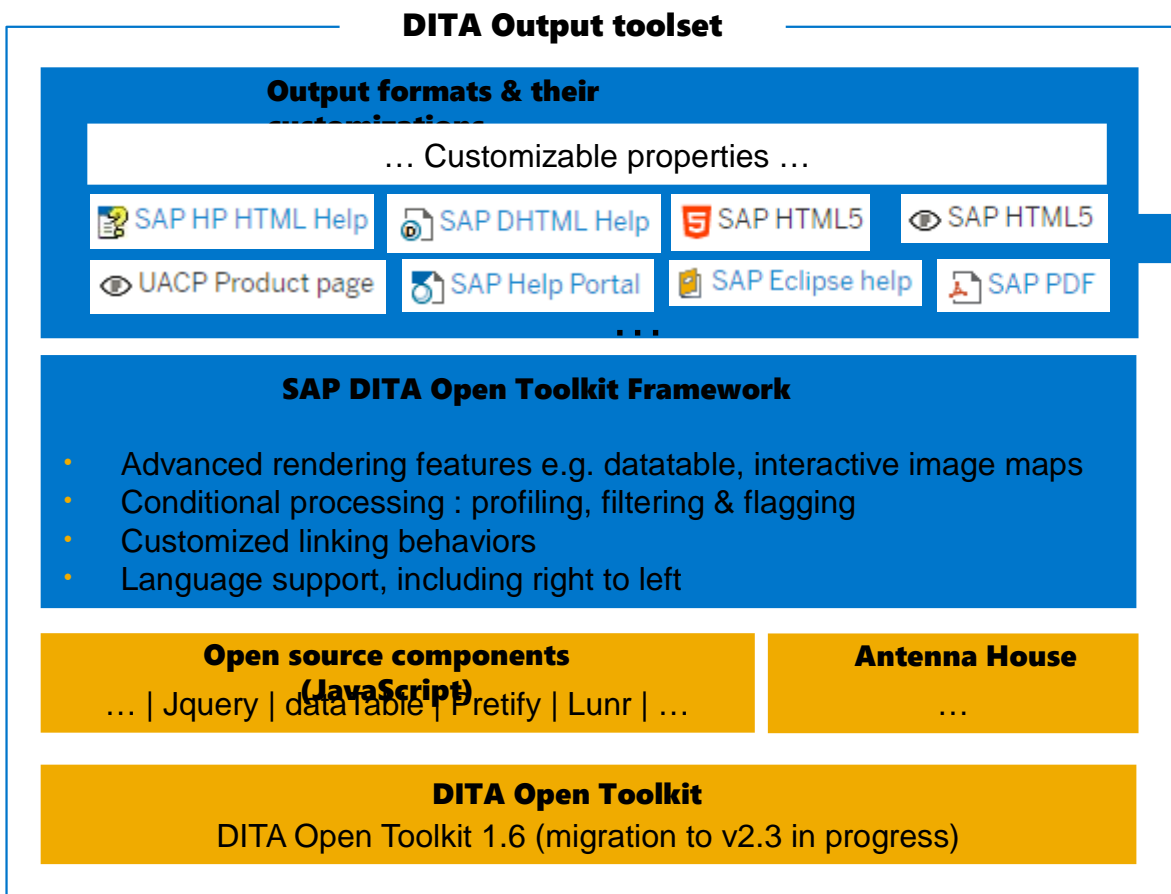 DITA Output toolset
Output formats & their
customizations
… Customizable properties …
SAP HP HTML Help
SAP DHTML Help
SAP HTML5
SAP HTML5
UACP Product page
SAP Help Portal
SAP Eclipse help
SAP PDF
...
SAP DITA Open Toolkit Framework
• Advanced rendering features e.g. datatable, interactive image maps
• Conditional processing : profiling, filtering & flagging
• Customized linking behaviors
• Language support, including right to left
Open source components
(JavaScript)
… | Jquery | dataTable | Pretify | Lunr | …
Antenna House
…
DITA Open Toolkit
DITA Open Toolkit 1.6 (migration to v2.3 in progress)